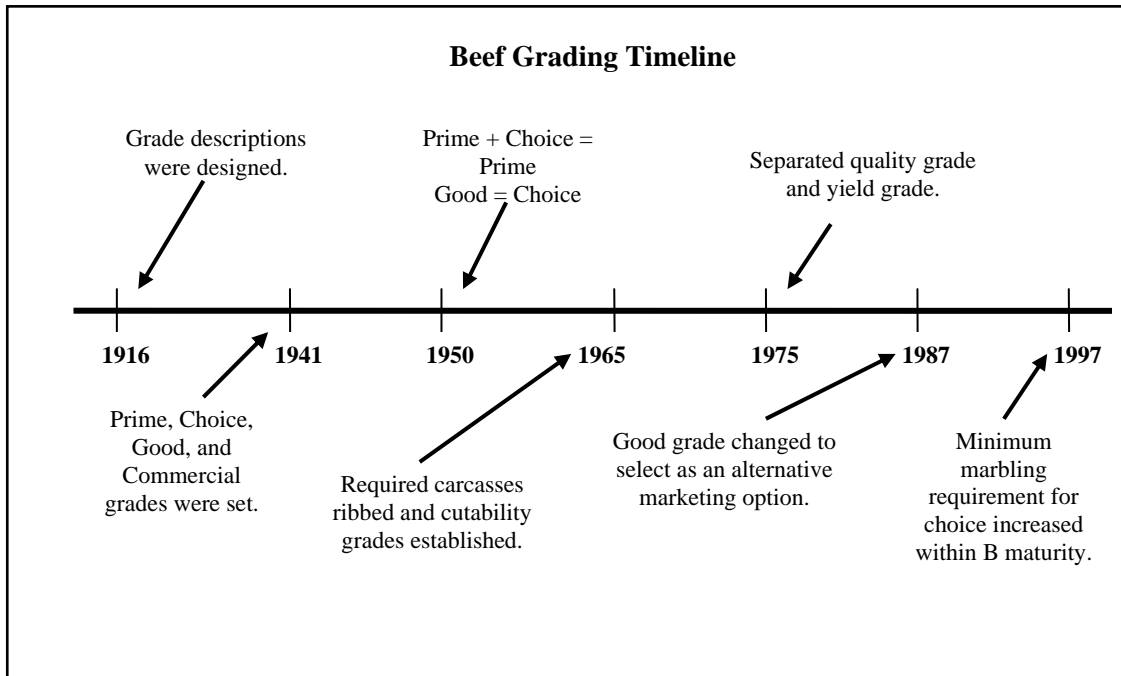 Beef Grading Timeline
Grade descriptions
were designed.
Prime + Choice =
Prime
Good = Choice
Separated quality grade
and yield grade.
1916
1941
1950
1965
1975
1987
1997
Prime, Choice,
Good, and
Commercial
grades were set.
Required carcasses
ribbed and cutability
grades established.
Good grade changed to
select as an alternative
marketing option.
Minimum
marbling
requirement for
choice increased
within B maturity.